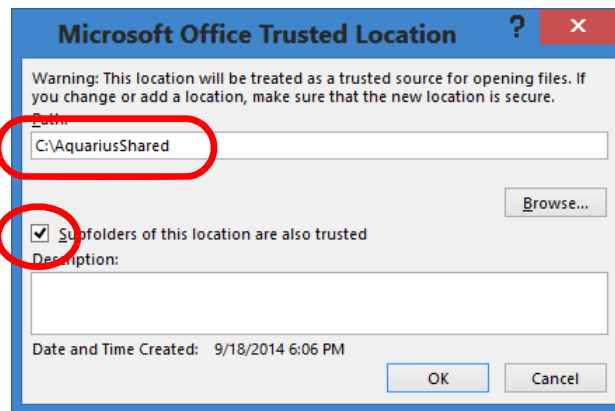 Microsoft Office Trusted Location
?
Warning: This location will be treated as a trusted source for opening files. If
you change or add a location, make sure that the new location is secure.
Path:
C:\AquariusShared
Browse...
Subfolders of this location are also trusted
Description:
Date and Time Created: 9/18/2014 6:06 PM
OK Cancel